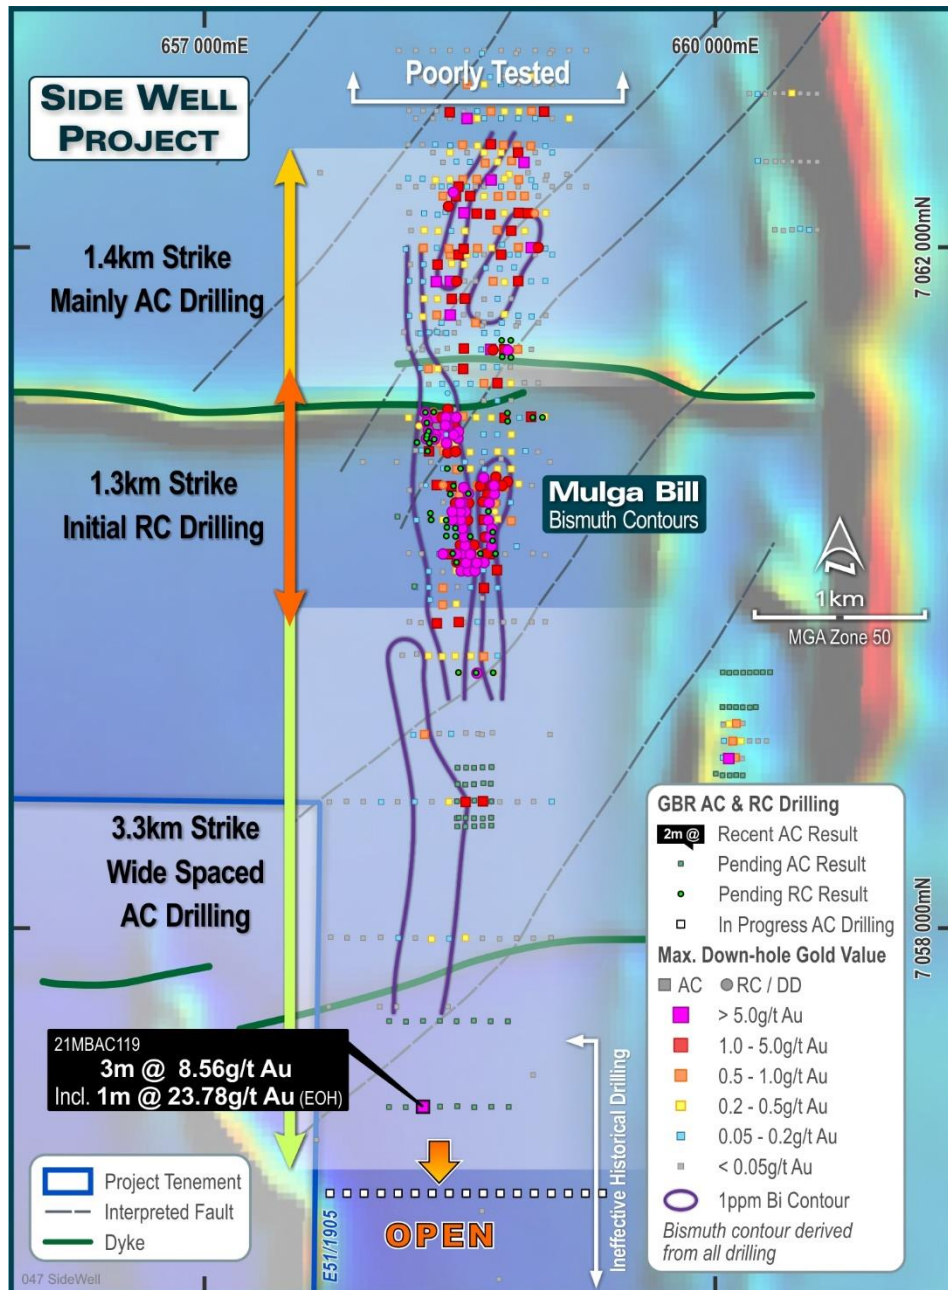 657 000mE
660 000mE
Poorly Tested
SIDE WELL
PROJECT
7 062 000mN
1.4km Strike
Mainly AC Drilling
1.3km Strike
Initial RC Drilling
Mulga Bill
Bismuth Contours
N
1km
MGA Zone 50
3.3km Strike
Wide Spaced
AC Drilling
7 058 000mN
GBR AC & RC Drilling
2m @ Recent AC Result
Pending AC Result
Pending RC Result
In Progress AC Drilling
Max. Down-hole Gold Value
AC RC / DD
> 5.0g/t Au
1.0 - 5.0g/t Au
0.5 - 1.0g/t Au
0.2 - 0.5g/t Au
0.05 - 0.2g/t Au
< 0.05g/t Au
1ppm Bi Contour
Bismuth contour derived
from all drilling
21MBAC119
3m @ 8.56g/t Au
Incl. 1m @ 23.78g/t Au (EOH)
Ineffective Historical Drilling
Project Tenement
Interpreted Fault
Dyke
E51/1905
OPEN
047 SideWell